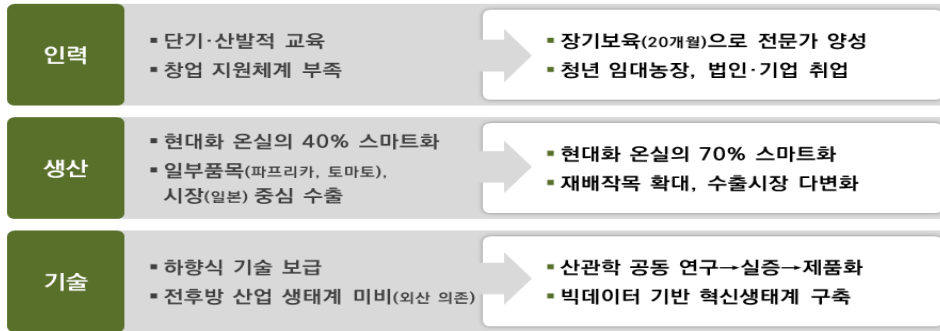 인력
▪ 단기·산발적 교육
▪ 창업 지원체계 부족
▪ 장기보육(20개월)으로 전문가 양성
▪ 청년 임대농장, 법인·기업 취업
생산
▪ 현대화 온실의 40% 스마트화
▪ 일부품목(파프리카, 토마토),
시장(일본) 중심 수출
▪ 현대화 온실의 70% 스마트화
▪ 재배작목 확대, 수출시장 다변화
기술
▪ 하향식 기술 보급
▪ 전후방 산업 생태계 미비(외산 의존)
▪ 산관학 공동 연구→실증→제품화
▪ 빅데이터 기반 혁신생태계 구축